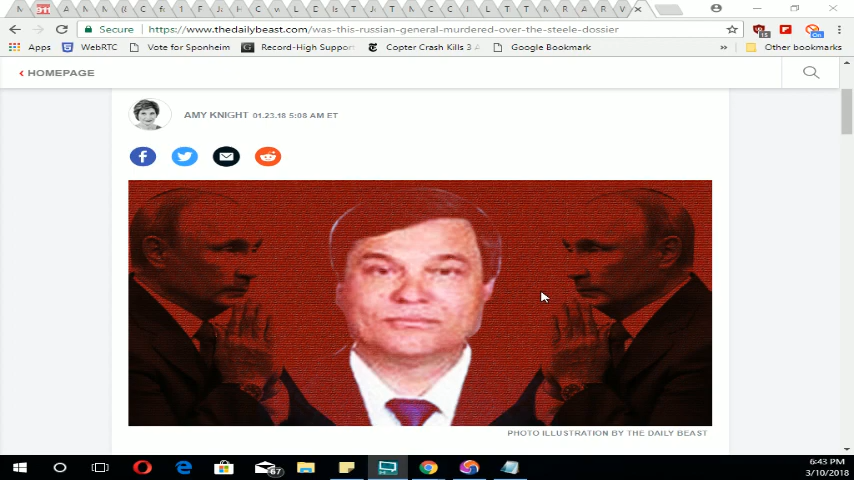 Secure
https://www.thedailybeast.com/was-this-russian-general-murdered-over-the-steele-dossier
Apps
WebRTC
Vote for Sponheim
Record-High Support
Copter Crash Kills 3 A
Google Bookmark
»
Other bookmarks
HOMEPAGE
AMY KNIGHT 01.23.18 5:08 AM ET
PHOTO ILLUSTRATION BY THE DAILY BEAST
67
6:43 PM
3/10/2018